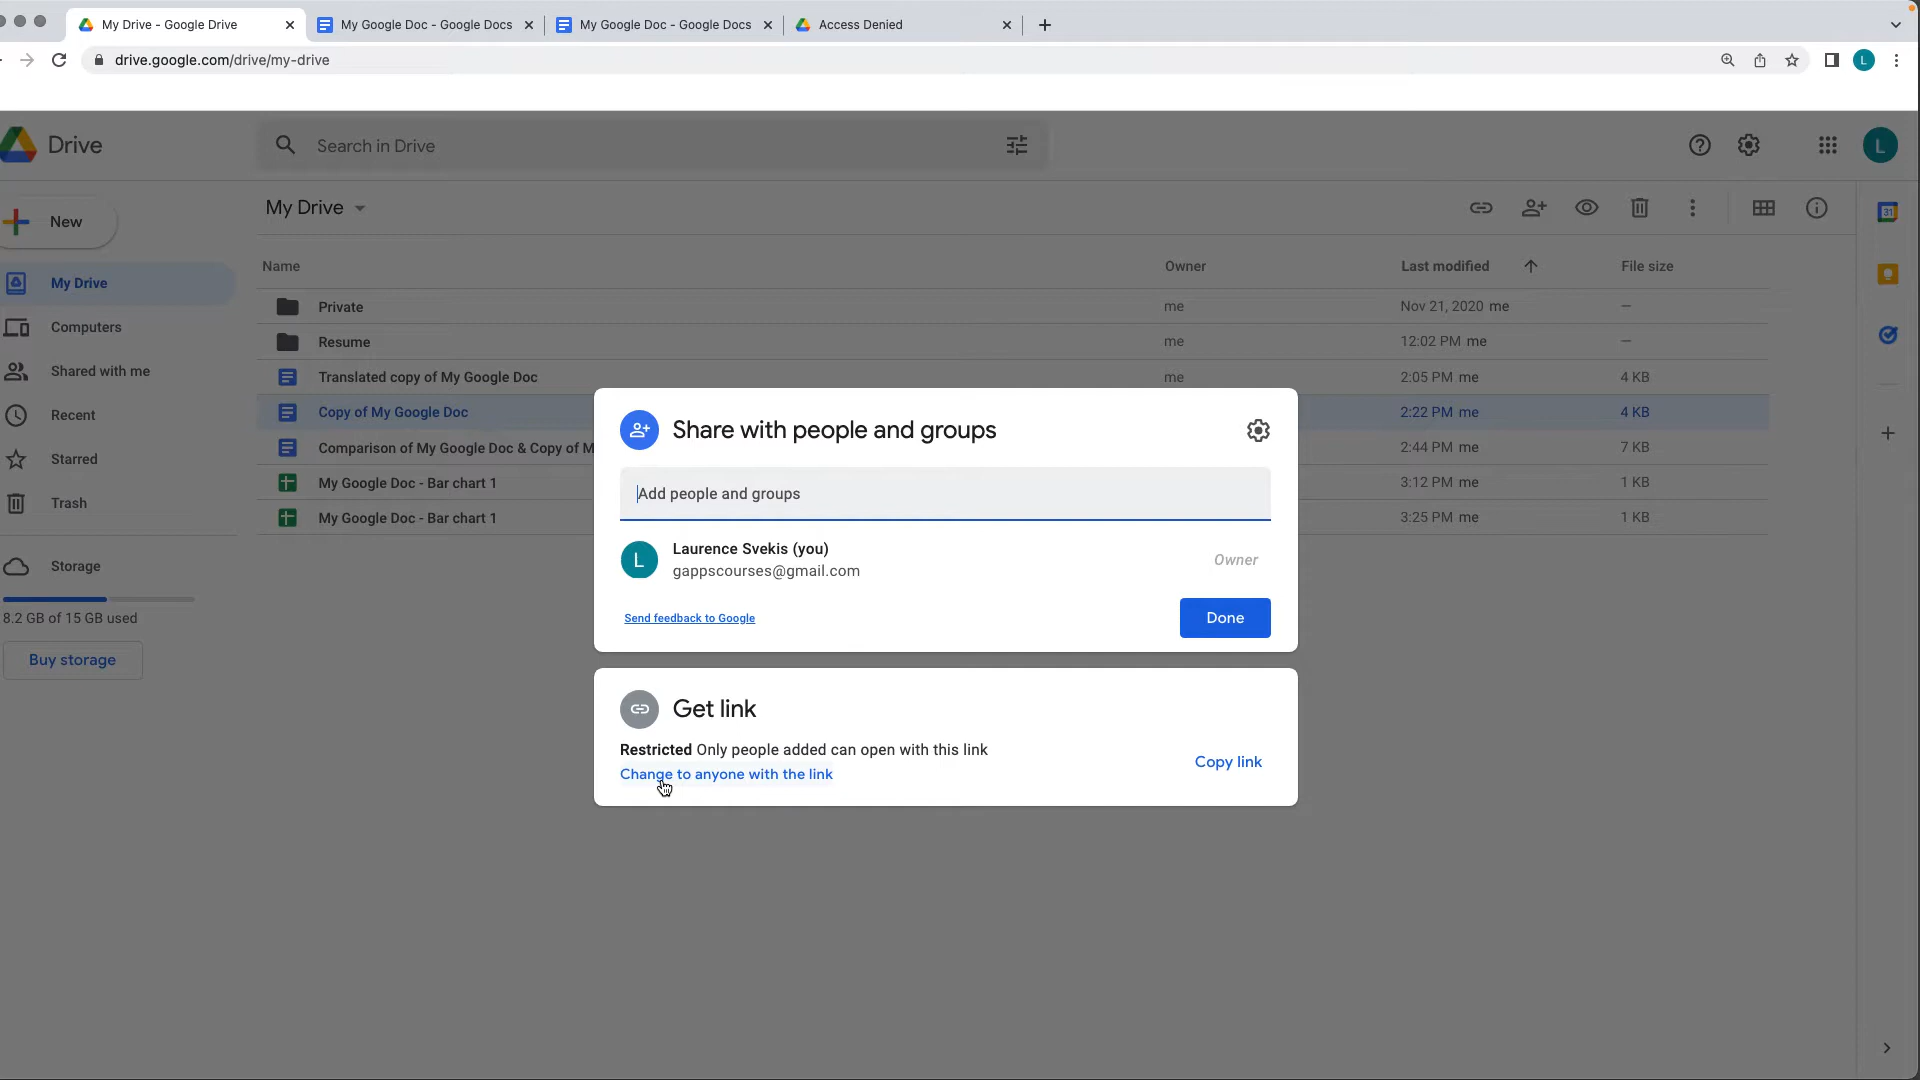 My Drive - Google Drive
My Google Doc - Google Docs
My Google Doc - Google Docs
Access Denied
drive.google.com/drive/my-drive
L
Drive
Search in Drive
L
New
My Drive
31
Name Owner Last modified File size
My Drive
Private me Nov 21, 2020 me –
Computers
Resume me 12:02 PM me –
Shared with me
Translated copy of My Google Doc me 2:05 PM me 4 KB
Recent
Copy of My Google Doc 2:22 PM me 4 KB
Starred
Comparison of My Google Doc & Copy of M 2:44 PM me 7 KB
My Google Doc - Bar chart 1 3:12 PM me 1 KB
Trash
My Google Doc - Bar chart 1 3:25 PM me 1 KB
Storage
8.2 GB of 15 GB used
Buy storage
Share with people and groups
Add people and groups
L
Laurence Svekis (you)
gappscourses@gmail.com
Owner
Send feedback to Google
Done
Get link
Restricted Only people added can open with this link
Change to anyone with the link
Copy link